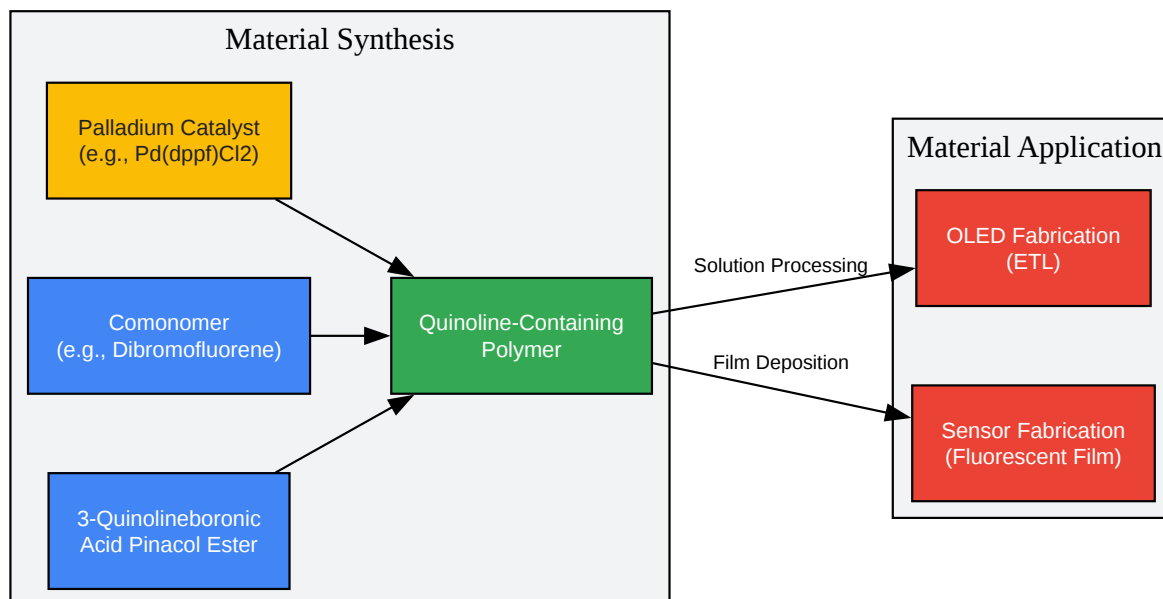 Material Synthesis
Palladium Catalyst
(e.g., Pd(dppf)Cl2)
Comonomer
(e.g., Dibromofluorene)
3-Quinolineboronic
Acid Pinacol Ester
Quinoline-Containing
Polymer
Solution Processing
Film Deposition
Material Application
OLED Fabrication
(ETL)
Sensor Fabrication
(Fluorescent Film)